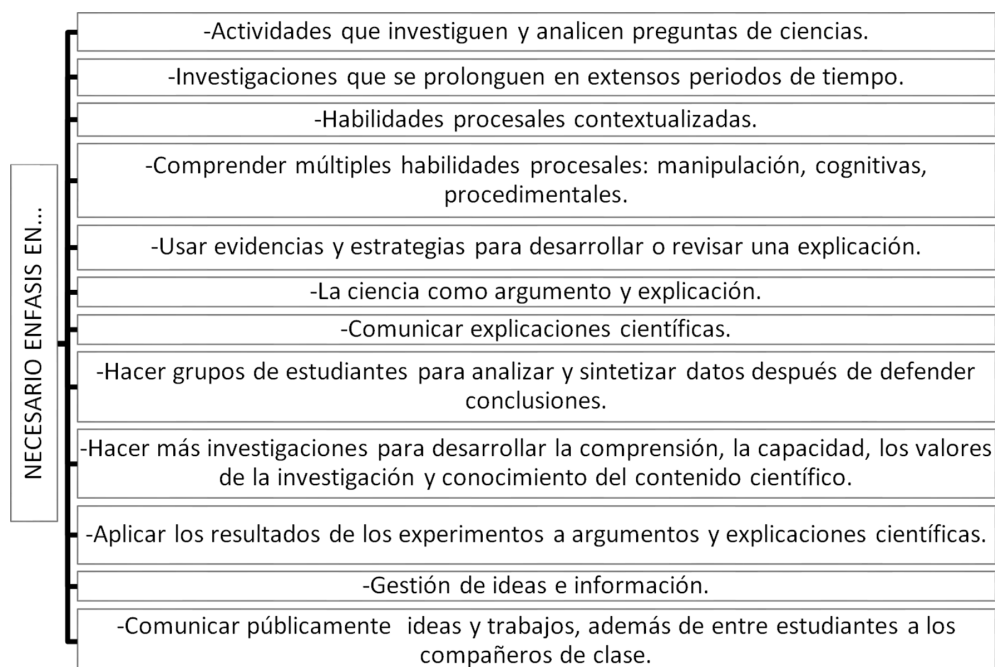 NECESARIO ENFASIS EN...
-Actividades que investiguen y analicen preguntas de ciencias.
-Investigaciones que se prolonguen en extensos periodos de tiempo.
-Habilidades procesales contextualizadas.
-Comprender múltiples habilidades procesales: manipulación, cognitivas,
procedimentales.
-Usar evidencias y estrategias para desarrollar o revisar una explicación.
-La ciencia como argumento y explicación.
-Comunicar explicaciones científicas.
-Hacer grupos de estudiantes para analizar y sintetizar datos después de defender
conclusiones.
-Hacer más investigaciones para desarrollar la comprensión, la capacidad, los valores
de la investigación y conocimiento del contenido científico.
-Aplicar los resultados de los experimentos a argumentos y explicaciones científicas.
-Gestión de ideas e información.
-Comunicar públicamente ideas y trabajos, además de entre estudiantes a los
compañeros de clase.